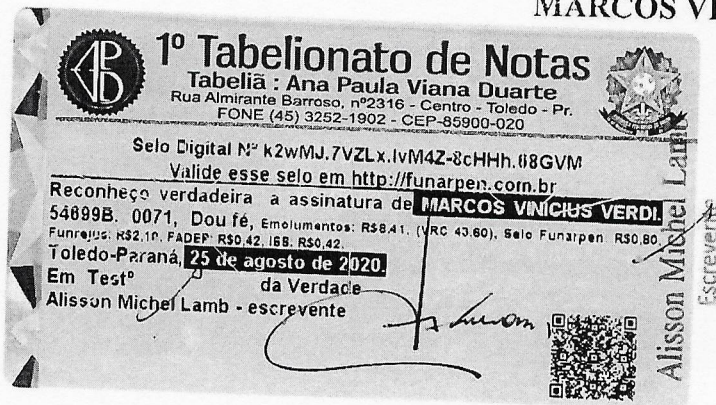 MARCOS VI
1º Tabelionato de Notas
Tabeliã : Ana Paula Viana Duarte
Rua Almirante Barroso, nº2316 - Centro - Toledo - Pr.
FONE (45) 3252-1902 - CEP-85900-020
Selo Digital Nº k2wMJ.7VZLx.IvM4Z-8cHHh.68GVM
Valide esse selo em http://funarpen.com.br
Reconheço verdadeira a assinatura de MARCOS VINICIUS VERDI.
54699B. 0071, Dou fé, Emolumentos: R$8,41. (VRC 43.60), Selo Funarpen R$0,80,
Funrejus: R$2,10, FADEP R$0,42, ISS. R$0,42.
Toledo-Paraná, 25 de agosto de 2020.
Em Testº da Verdade
Alisson Michel Lamb - escrevente
Alisson Michel Lamb
Escrevente